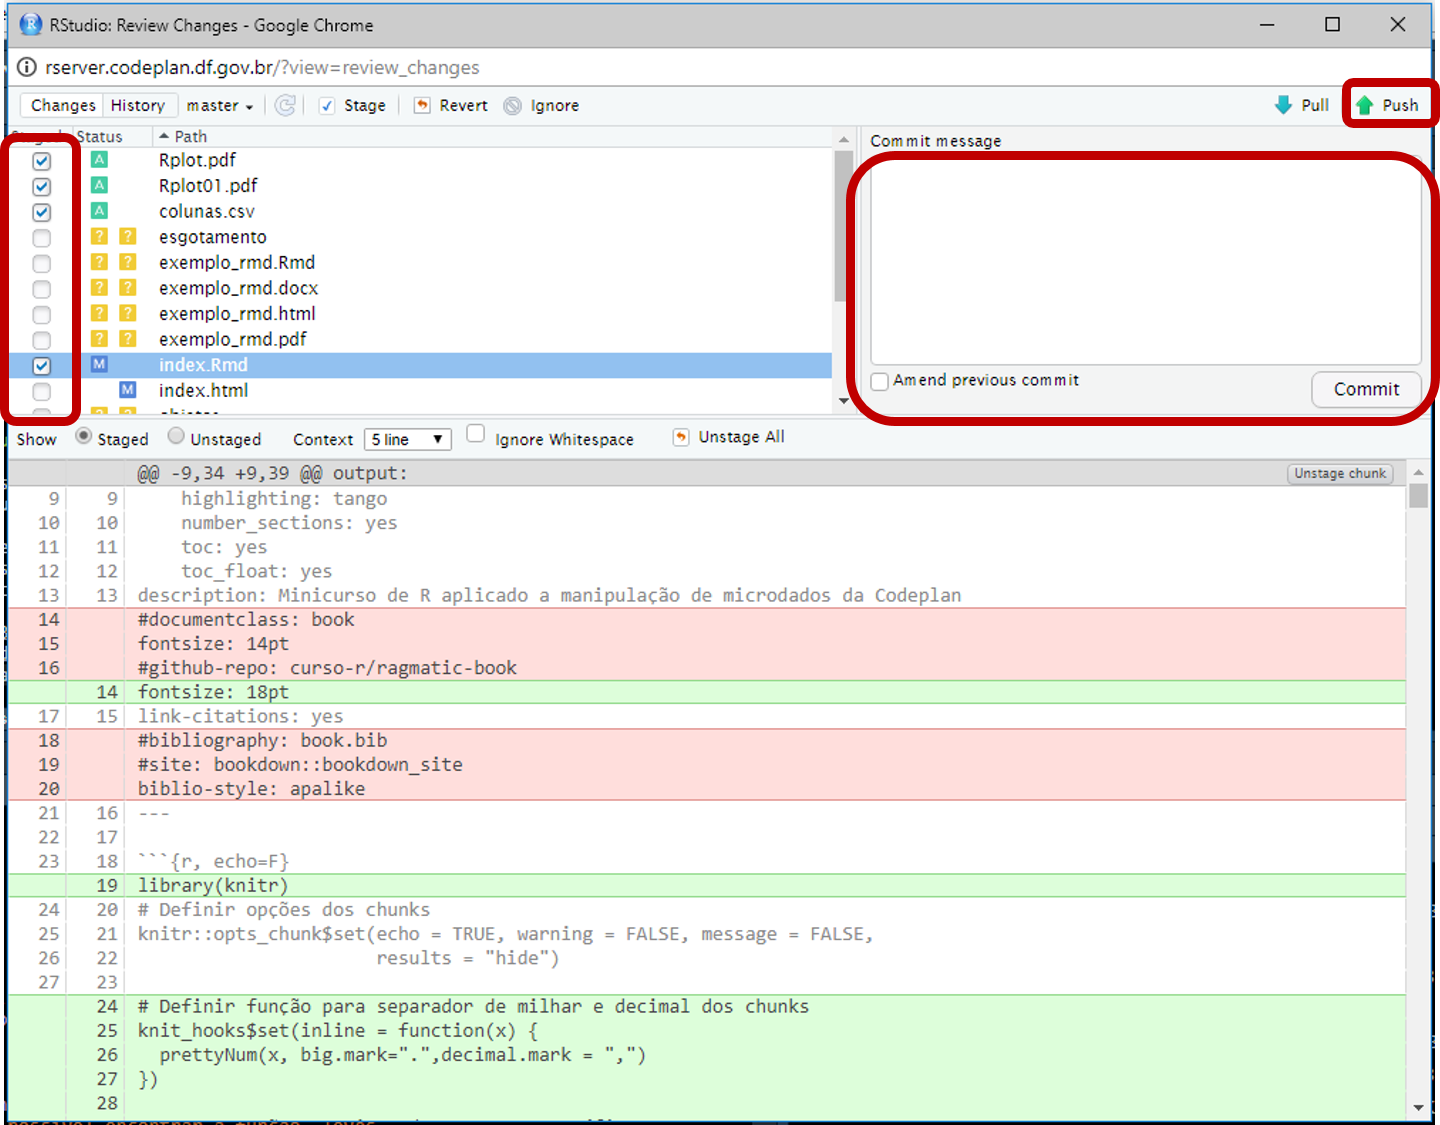 RStudio: Review Changes - Google Chrome
rserver.codeplan.df.gov.br/?view=review_changes
Changes History master Stage Revert Ignore Pull Push
Status Path
Commit message
A Rplot.pdf
A Rplot01.pdf
A colunas.csv
? ? esgotamento
? ? exemplo_rmd.Rmd
? ? exemplo_rmd.docx
? ? exemplo_rmd.html
? ? exemplo_rmd.pdf
M index.Rmd
M index.html
Amend previous commit
Commit
Show Staged Unstaged Context 5 line Ignore Whitespace Unstage All
@@ -9,34 +9,39 @@ output: Unstage chunk
9 9 highlighting: tango
10 10 number_sections: yes
11 11 toc: yes
12 12 toc_float: yes
13 13 description: Minicurso de R aplicado a manipulação de microdados da Codeplan
14 #documentclass: book
15 fontsize: 14pt
16 #github-repo: curso-r/ragmatic-book
14 fontsize: 18pt
17 15 link-citations: yes
18 #bibliography: book.bib
19 #site: bookdown::bookdown_site
20 biblio-style: apalike
21 16 ---
22 17
23 18 ```{r, echo=F}
19 library(knitr)
24 20 # Definir opções dos chunks
25 21 knitr::opts_chunk$set(echo = TRUE, warning = FALSE, message = FALSE,
26 22 results = "hide")
27 23
24 # Definir função para separador de milhar e decimal dos chunks
25 knit_hooks$set(inline = function(x) {
26 prettyNum(x, big.mark=".",decimal.mark = ",")
27 })
28